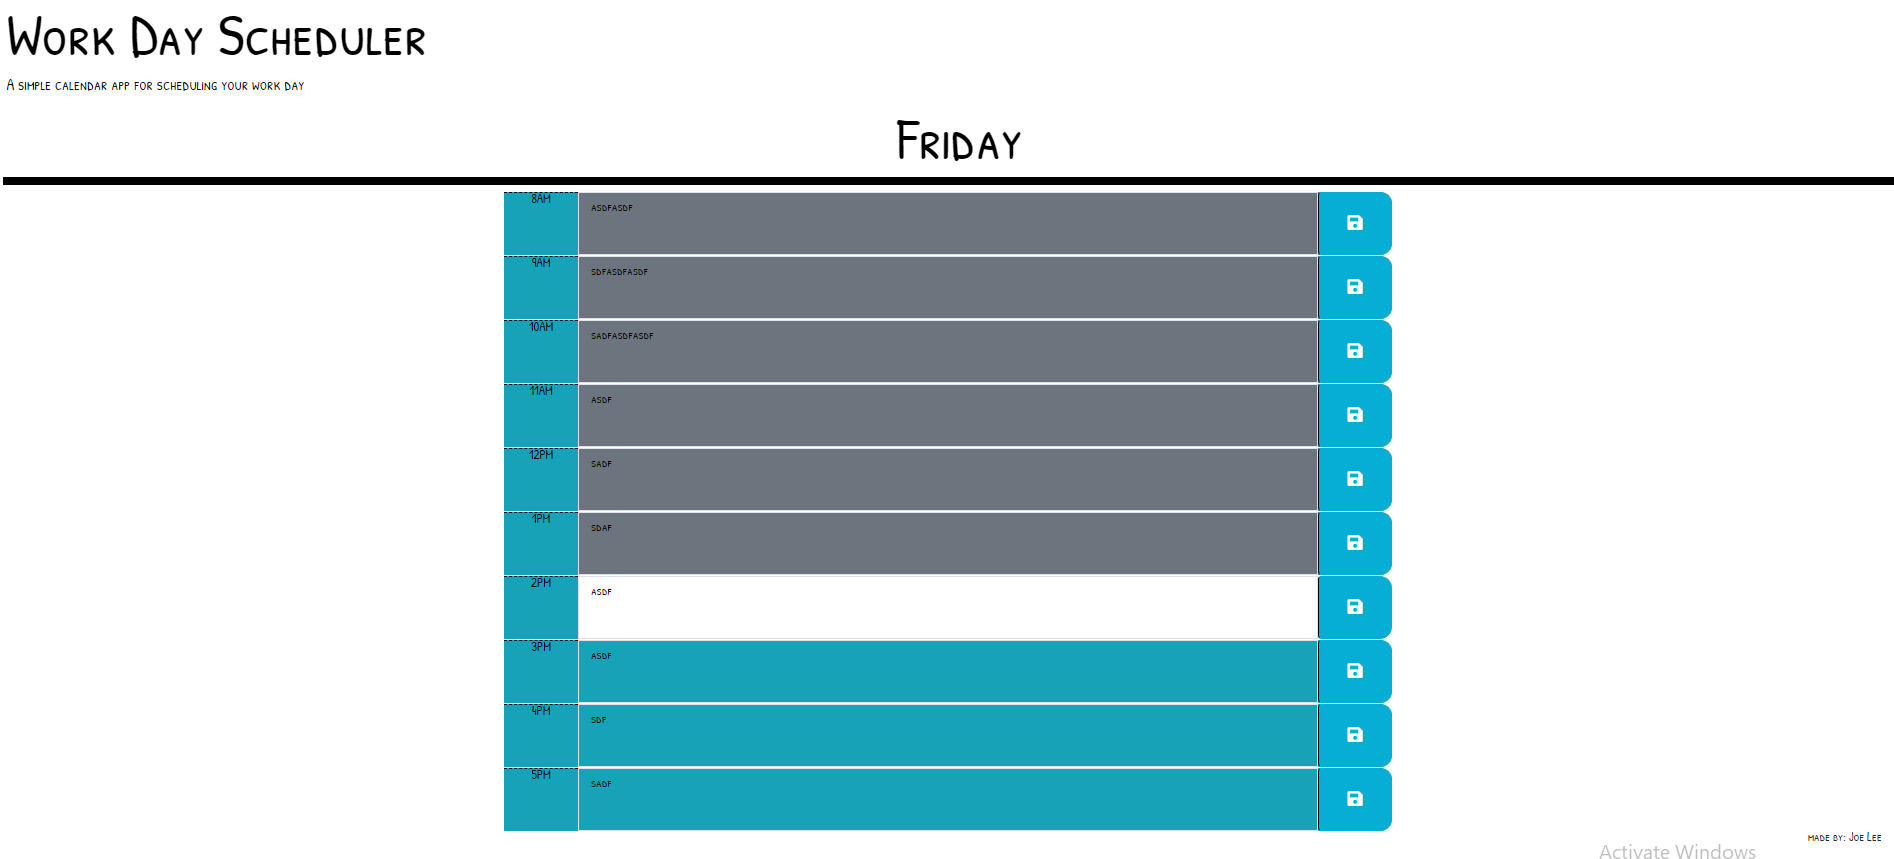 Work Day Scheduler
A simple calendar app for scheduling your work day
Friday
8AM asdfasdf
9AM sdfasdfasdf
10AM sadfasdfasdf
11AM asdf
12PM sadf
1PM sdaf
2PM asdf
3PM asdf
4PM sdf
5PM sadf
made by: Joe Lee
Activate Windows